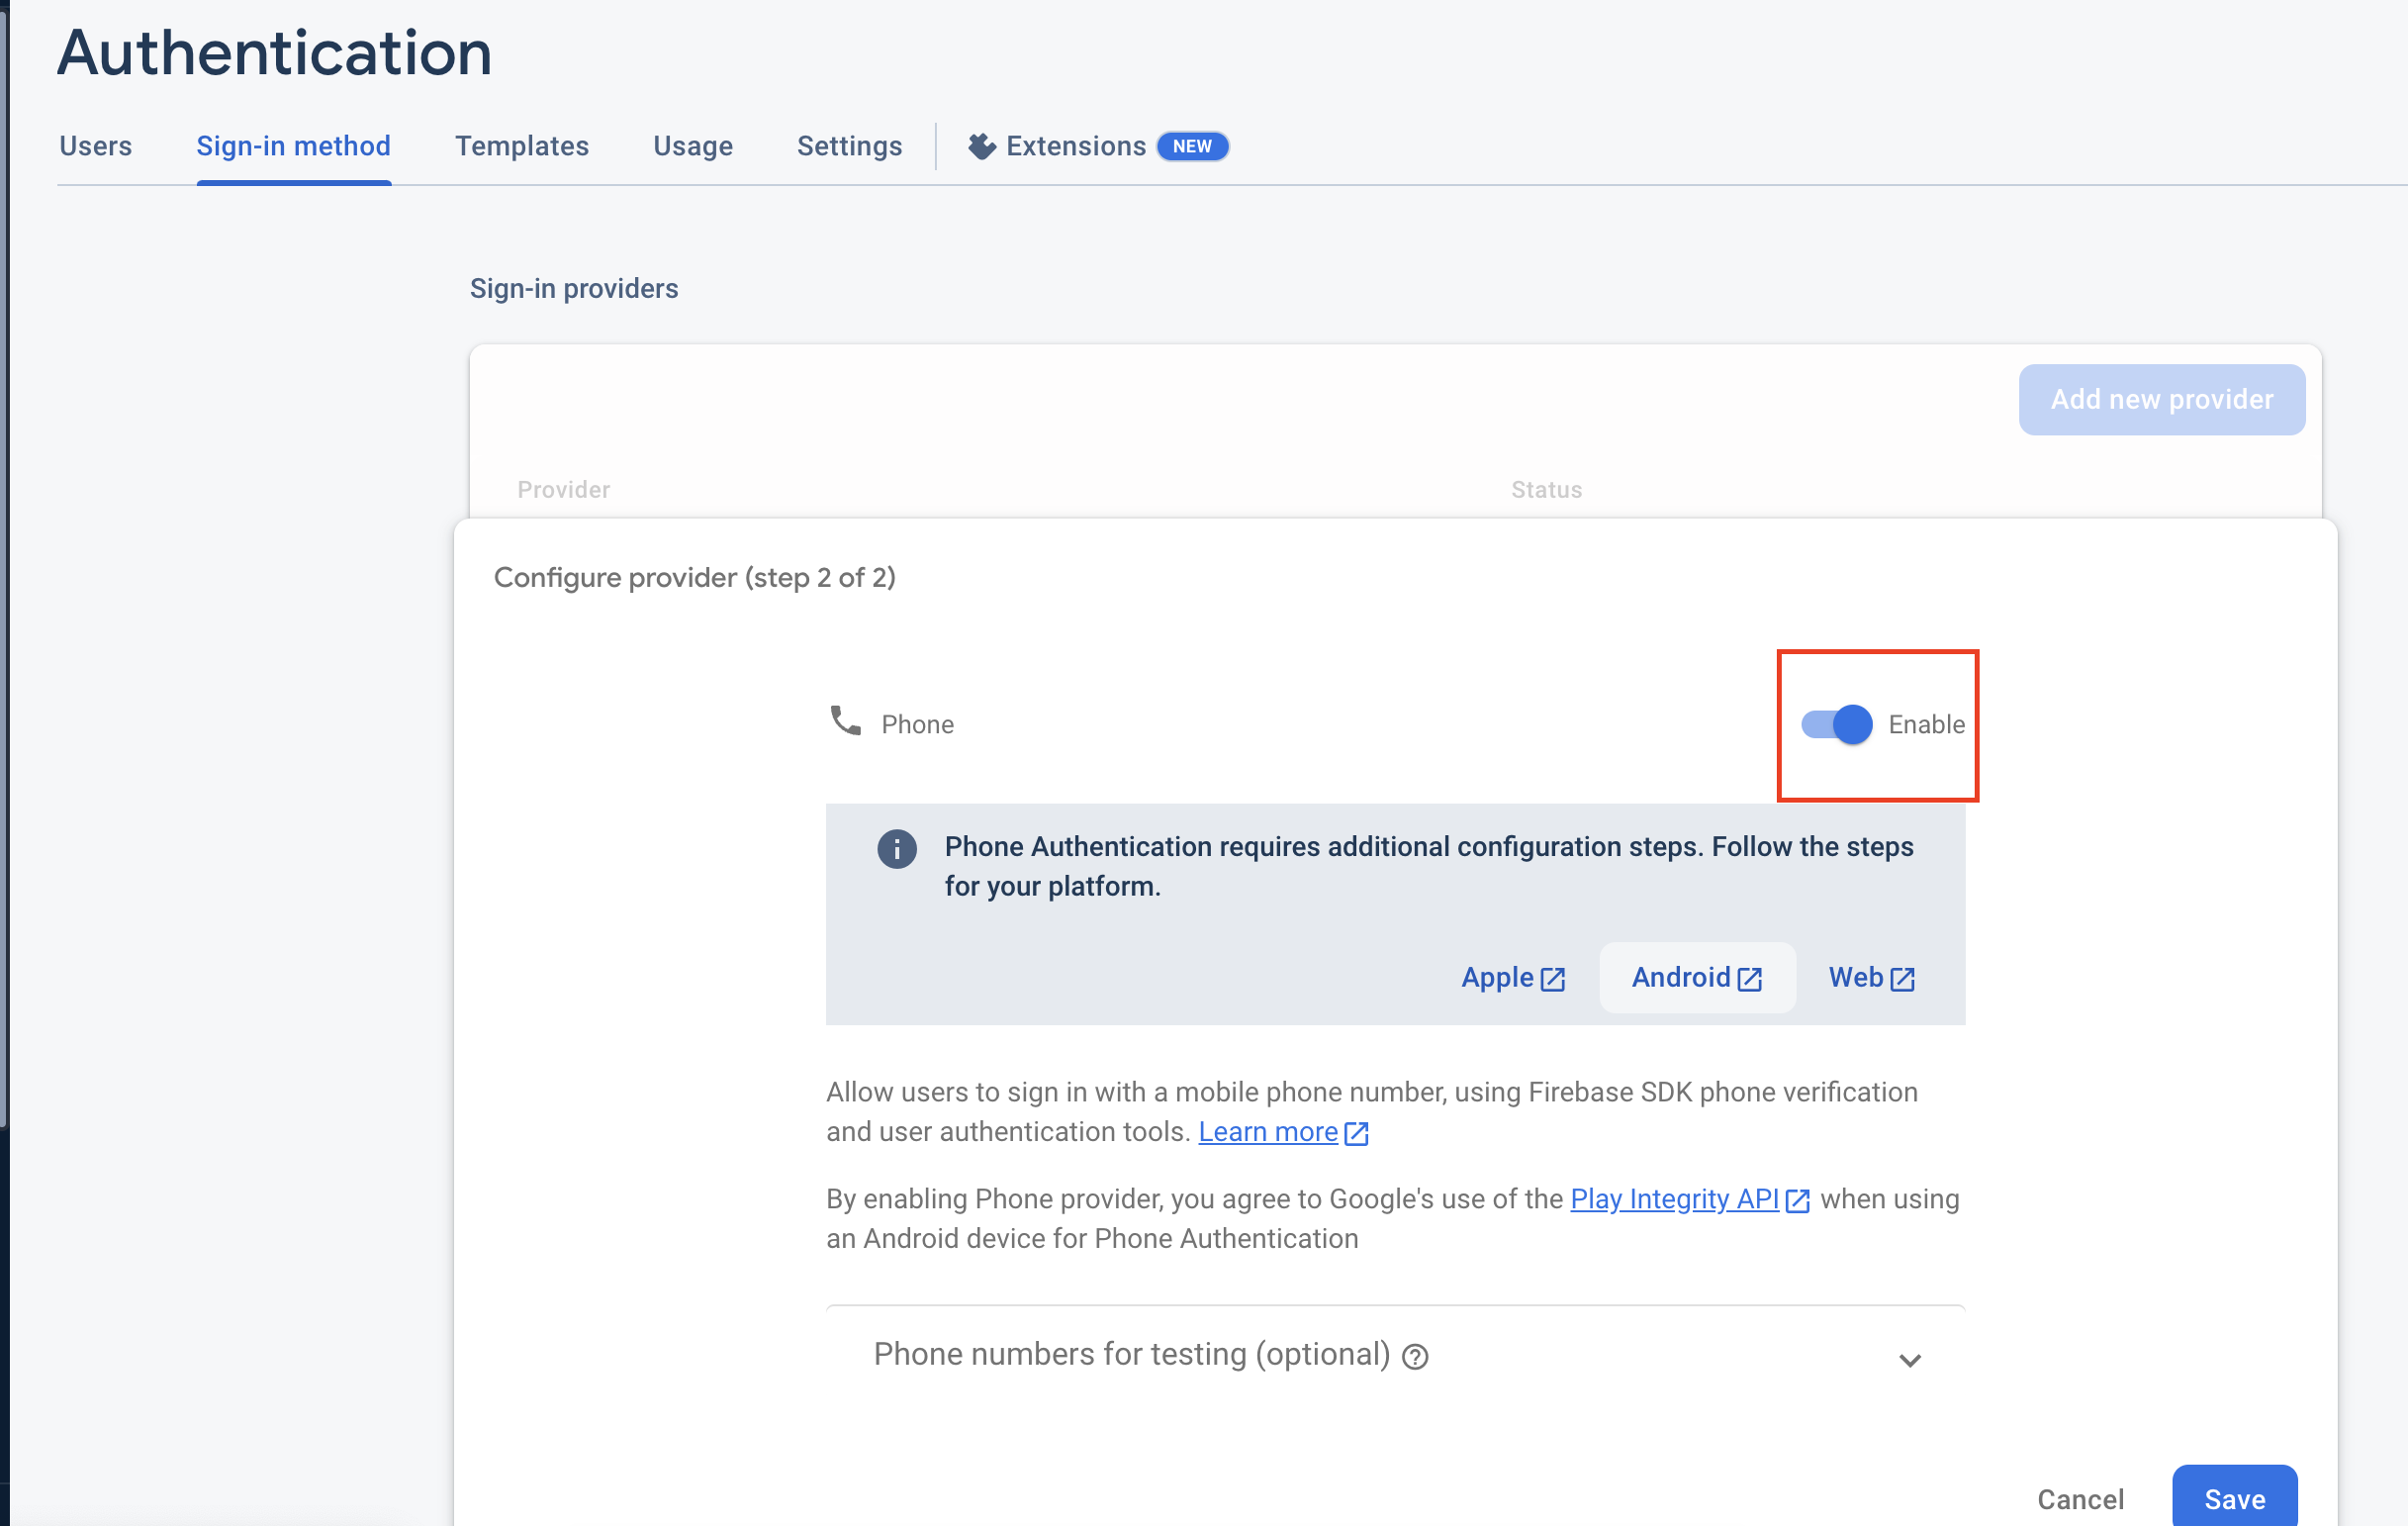 Authentication
Users Sign-in method Templates Usage Settings Extensions NEW
Sign-in providers
Add new provider
Provider Status
Configure provider (step 2 of 2)
Phone Enable
Phone Authentication requires additional configuration steps. Follow the steps
for your platform.
Apple Android Web
Allow users to sign in with a mobile phone number, using Firebase SDK phone verification
and user authentication tools. Learn more
By enabling Phone provider, you agree to Google's use of the Play Integrity API when using
an Android device for Phone Authentication
Phone numbers for testing (optional)
Cancel Save